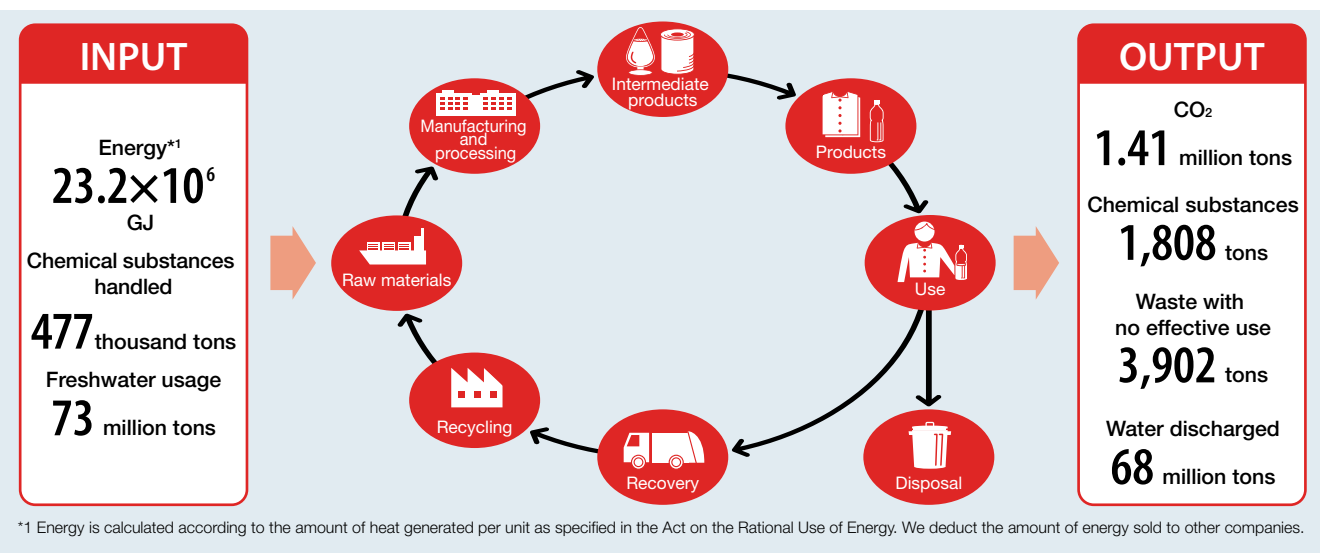 INPUT
Energy*1
23.2×10⁶
GJ
Chemical substances
handled
477 thousand tons
Freshwater usage
73 million tons
Intermediate
products
Manufacturing
and
processing
Products
Raw materials
Use
Recycling
Recovery
Disposal
OUTPUT
CO₂
1.41 million tons
Chemical substances
1,808 tons
Waste with
no effective use
3,902 tons
Water discharged
68 million tons
*1 Energy is calculated according to the amount of heat generated per unit as specified in the Act on the Rational Use of Energy. We deduct the amount of energy sold to other companies.